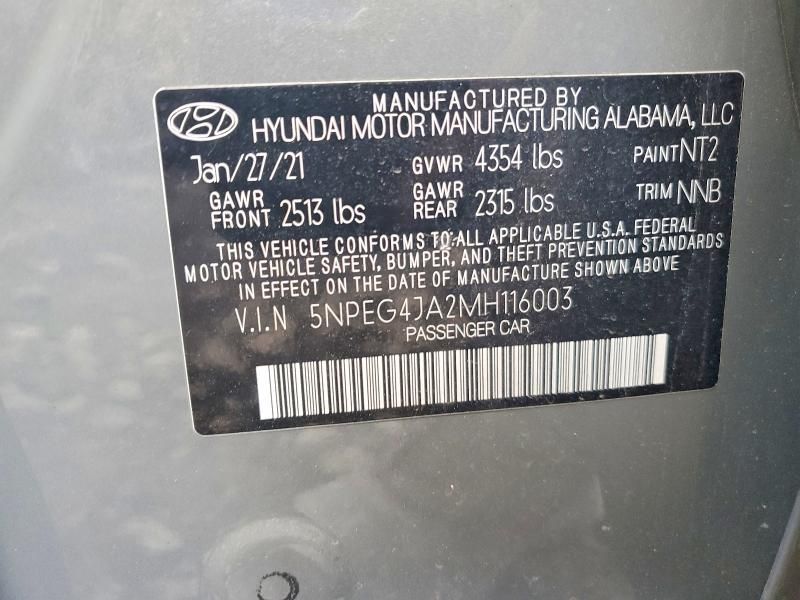 MANUFACTURED BY
HYUNDAI MOTOR MANUFACTURING ALABAMA, LLC
Jan/27/21 GVWR 4354 lbs PAINT NT2
GAWR FRONT 2513 lbs GAWR REAR 2315 lbs TRIM NNB
THIS VEHICLE CONFORMS TO ALL APPLICABLE U.S.A. FEDERAL
MOTOR VEHICLE SAFETY, BUMPER, AND THEFT PREVENTION STANDARDS
IN EFFECT ON THE DATE OF MANUFACTURE SHOWN ABOVE
V.I.N 5NPEG4JA2MH116003
PASSENGER CAR